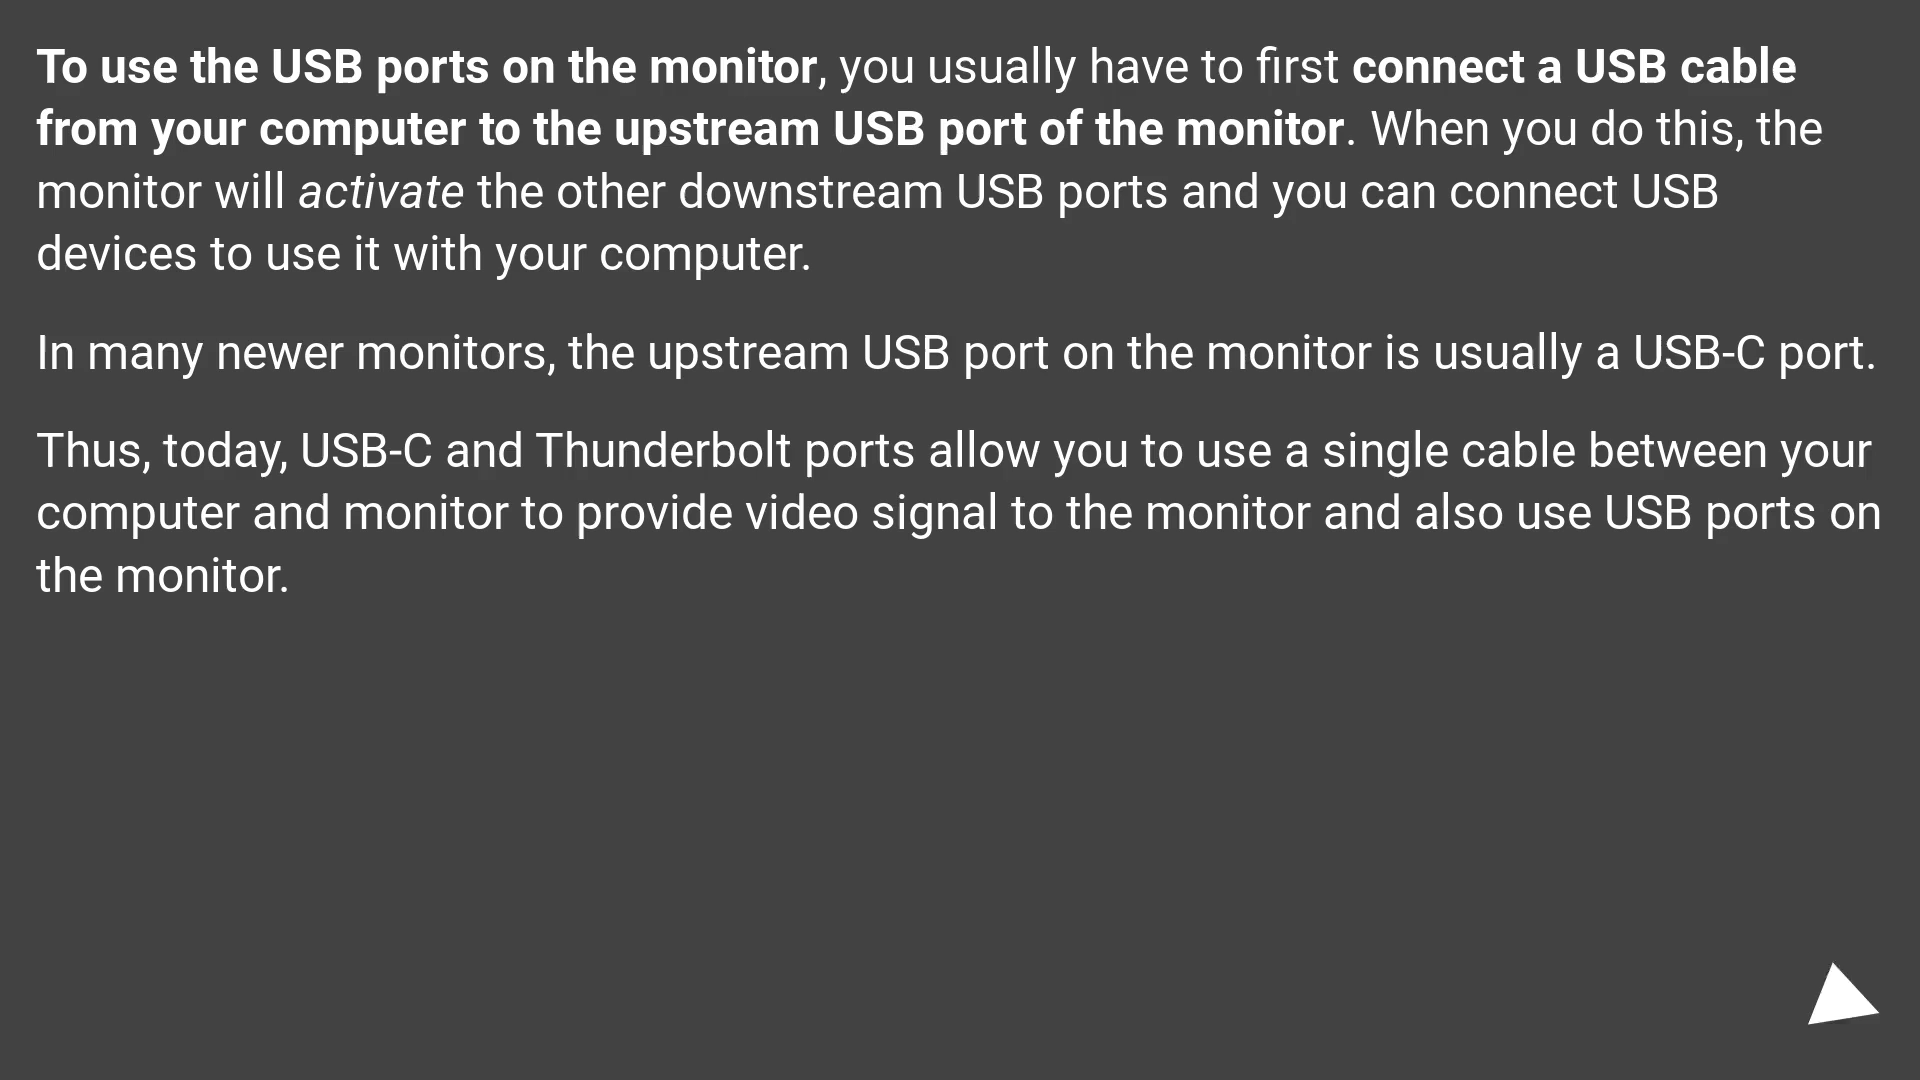 To use the USB ports on the monitor, you usually have to first connect a USB cable
from your computer to the upstream USB port of the monitor. When you do this, the
monitor will activate the other downstream USB ports and you can connect USB
devices to use it with your computer.
In many newer monitors, the upstream USB port on the monitor is usually a USB-C port.
Thus, today, USB-C and Thunderbolt ports allow you to use a single cable between your
computer and monitor to provide video signal to the monitor and also use USB ports on
the monitor.